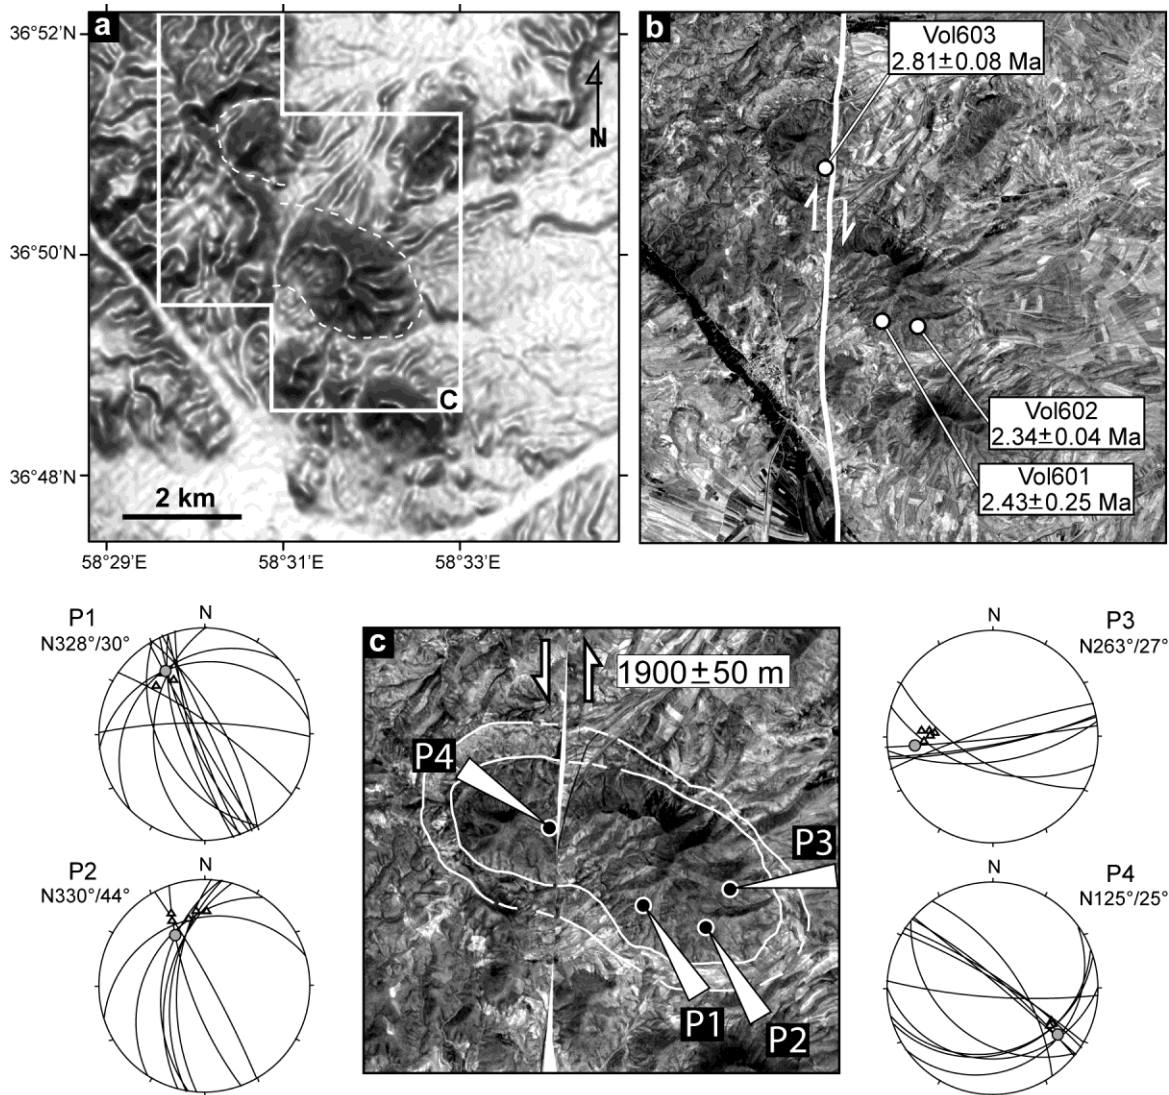 a
36°52'N
36°50'N
36°48'N
N
C
2 km
58°29'E
58°31'E
58°33'E
b
Vol603
2.81±0.08 Ma
Vol602
2.34±0.04 Ma
Vol601
2.43±0.25 Ma
P1
N328°/30°
N
P2
N330°/44°
N
c
1900±50 m
P4
P3
P1
P2
P3
N263°/27°
N
P4
N125°/25°
N